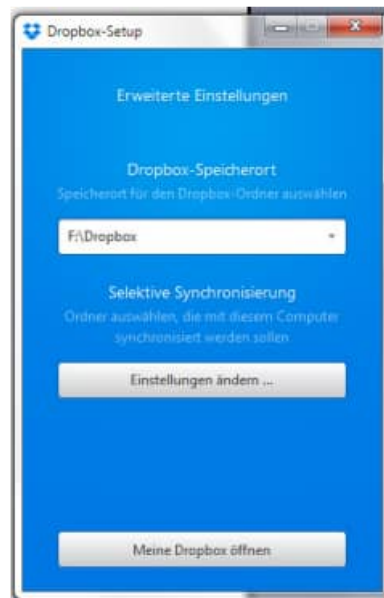 Dropbox-Setup
Erweiterte Einstellungen
Dropbox-Speicherort
Speicherort für den Dropbox-Ordner auswählen
F:\Dropbox
Selektive Synchronisierung
Ordner auswählen, die mit diesem Computer
synchronisiert werden sollen
Einstellungen ändern ...
Meine Dropbox öffnen